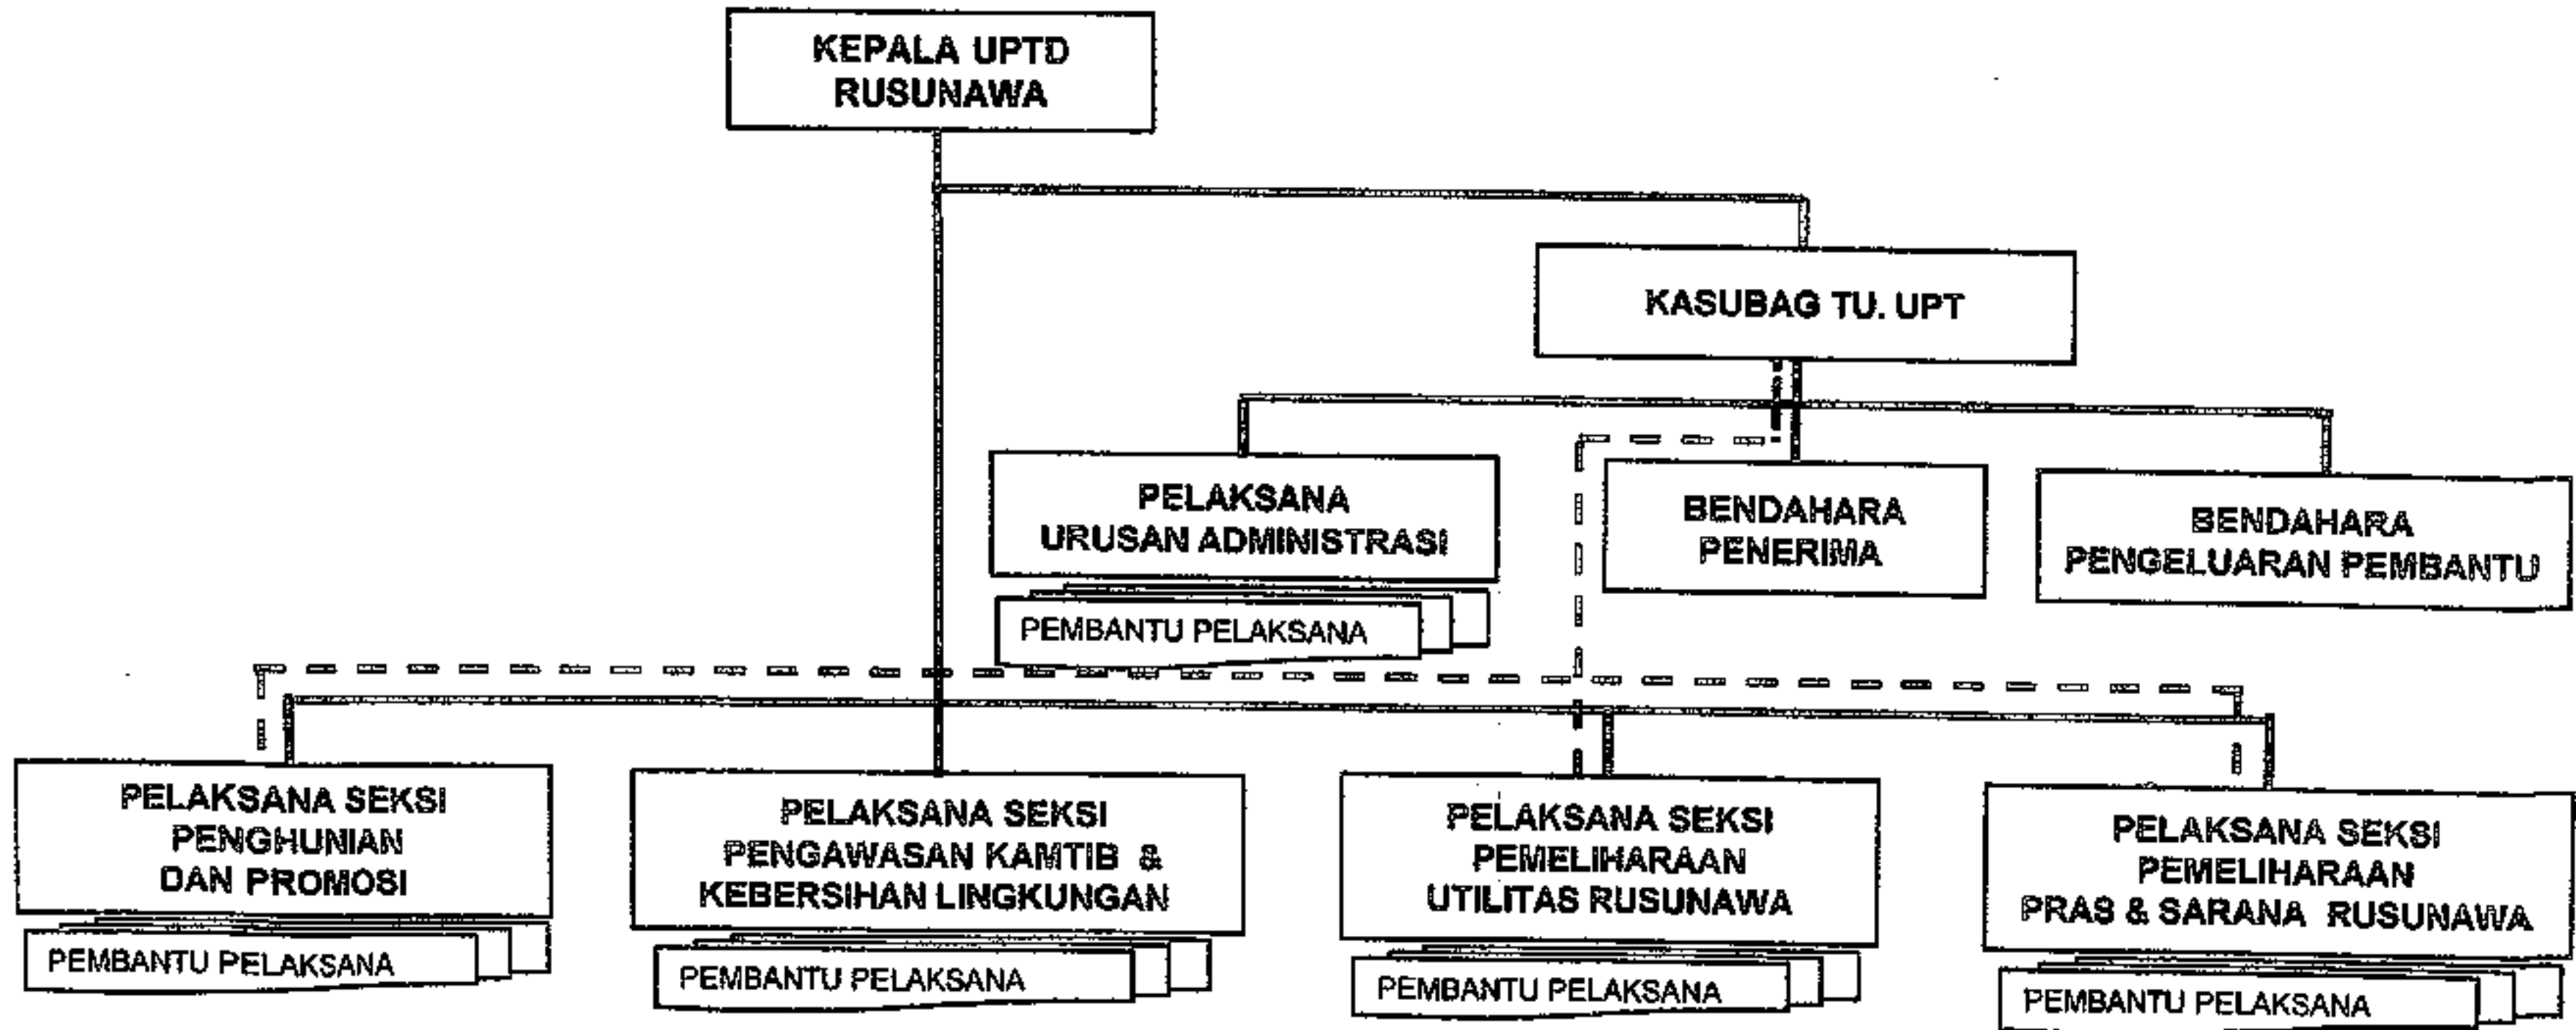 KEPALA UPTD
RUSUNAWA
KASUBAG TU. UPT
PELAKSANA
URUSAN ADMINISTRASI
PEMBANTU PELAKSANA
BENDAHARA
PENERIMA
BENDAHARA
PENGELUARAN PEMBANTU
PELAKSANA SEKSI
PENGHUNIAN
DAN PROMOSI
PEMBANTU PELAKSANA
PELAKSANA SEKSI
PENGAWASAN KAMTIB &
KEBERSIHAN LINGKUNGAN
PEMBANTU PELAKSANA
PELAKSANA SEKSI
PEMELIHARAAN
UTILITAS RUSUNAWA
PEMBANTU PELAKSANA
PELAKSANA SEKSI
PEMELIHARAAN
PRAS & SARANA RUSUNAWA
PEMBANTU PELAKSANA